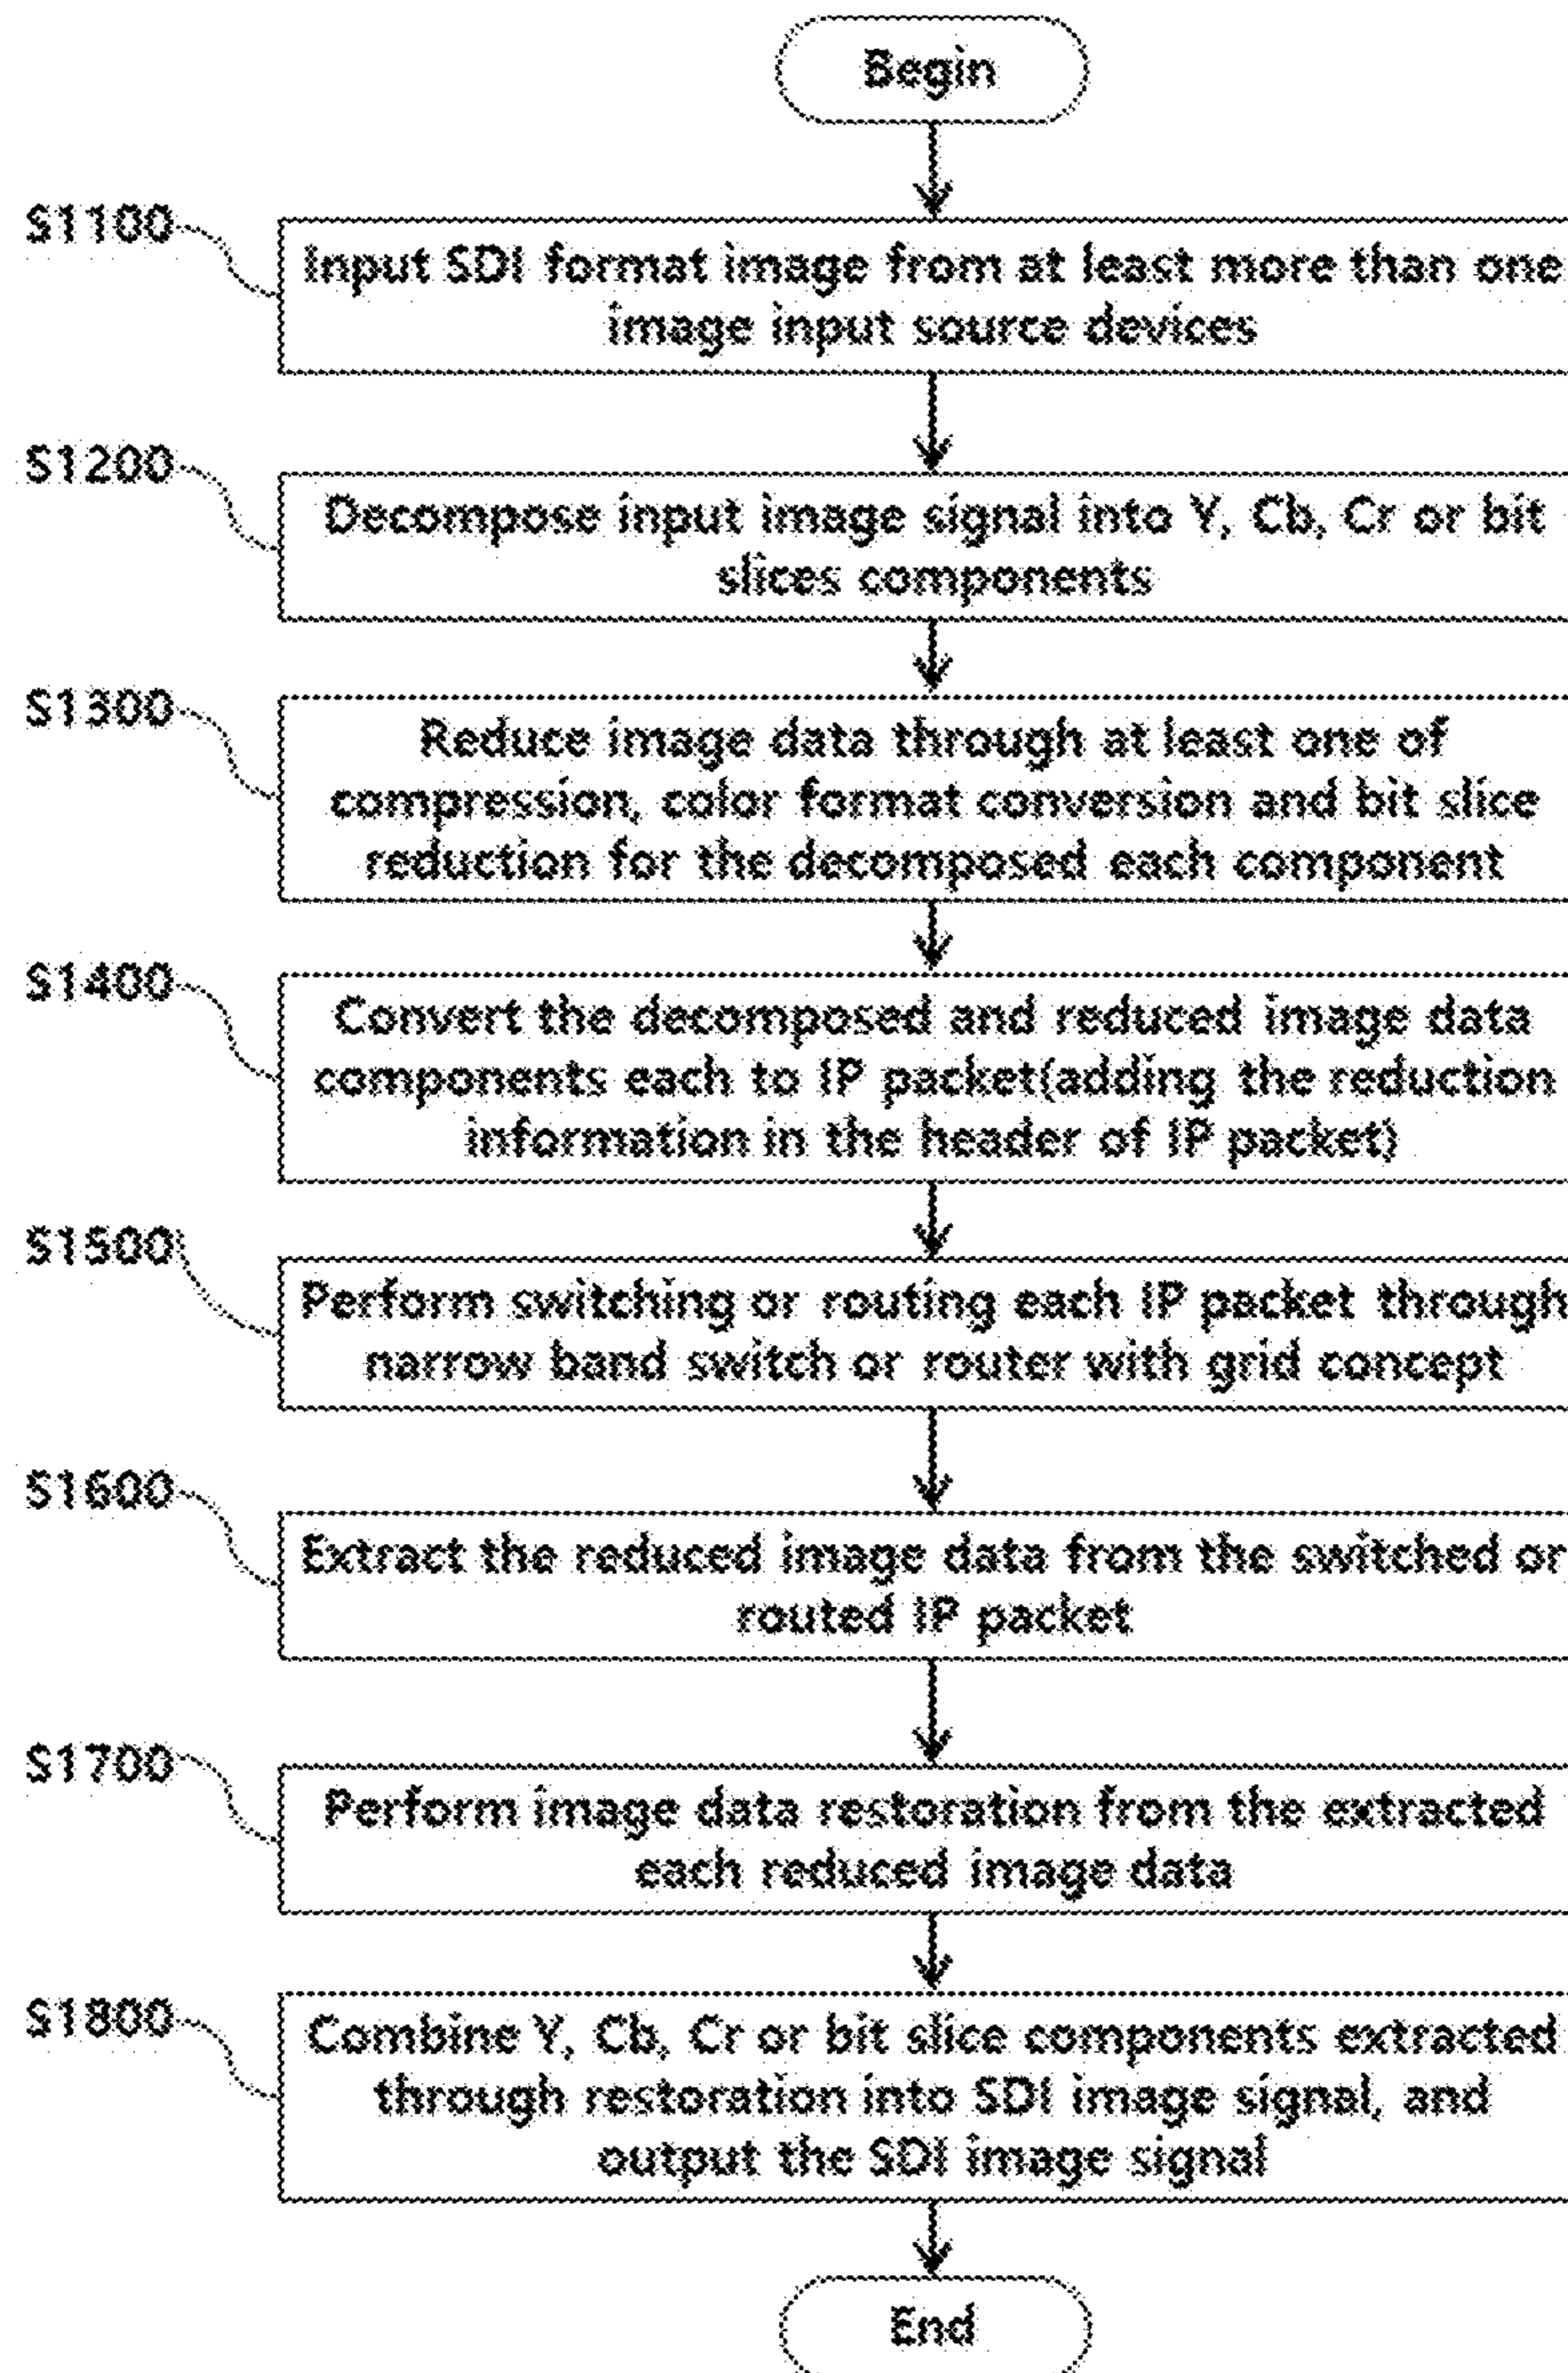 Begin
S1100
Input SDI format image from at least more than one
image input source devices
S1200
Decompose input image signal into Y, Cb, Cr or bit
slices components
S1300
Reduce image data through at least one of
compression, color format conversion and bit slice
reduction for the decomposed each component
S1400
Convert the decomposed and reduced image data
components each to IP packet(adding the reduction
information in the header of IP packet)
S1500
Perform switching or routing each IP packet through
narrow band switch or router with grid concept
S1600
Extract the reduced image data from the switched or
routed IP packet
S1700
Perform image data restoration from the extracted
each reduced image data
S1800
Combine Y, Cb, Cr or bit slice components extracted
through restoration into SDI image signal, and
output the SDI image signal
End